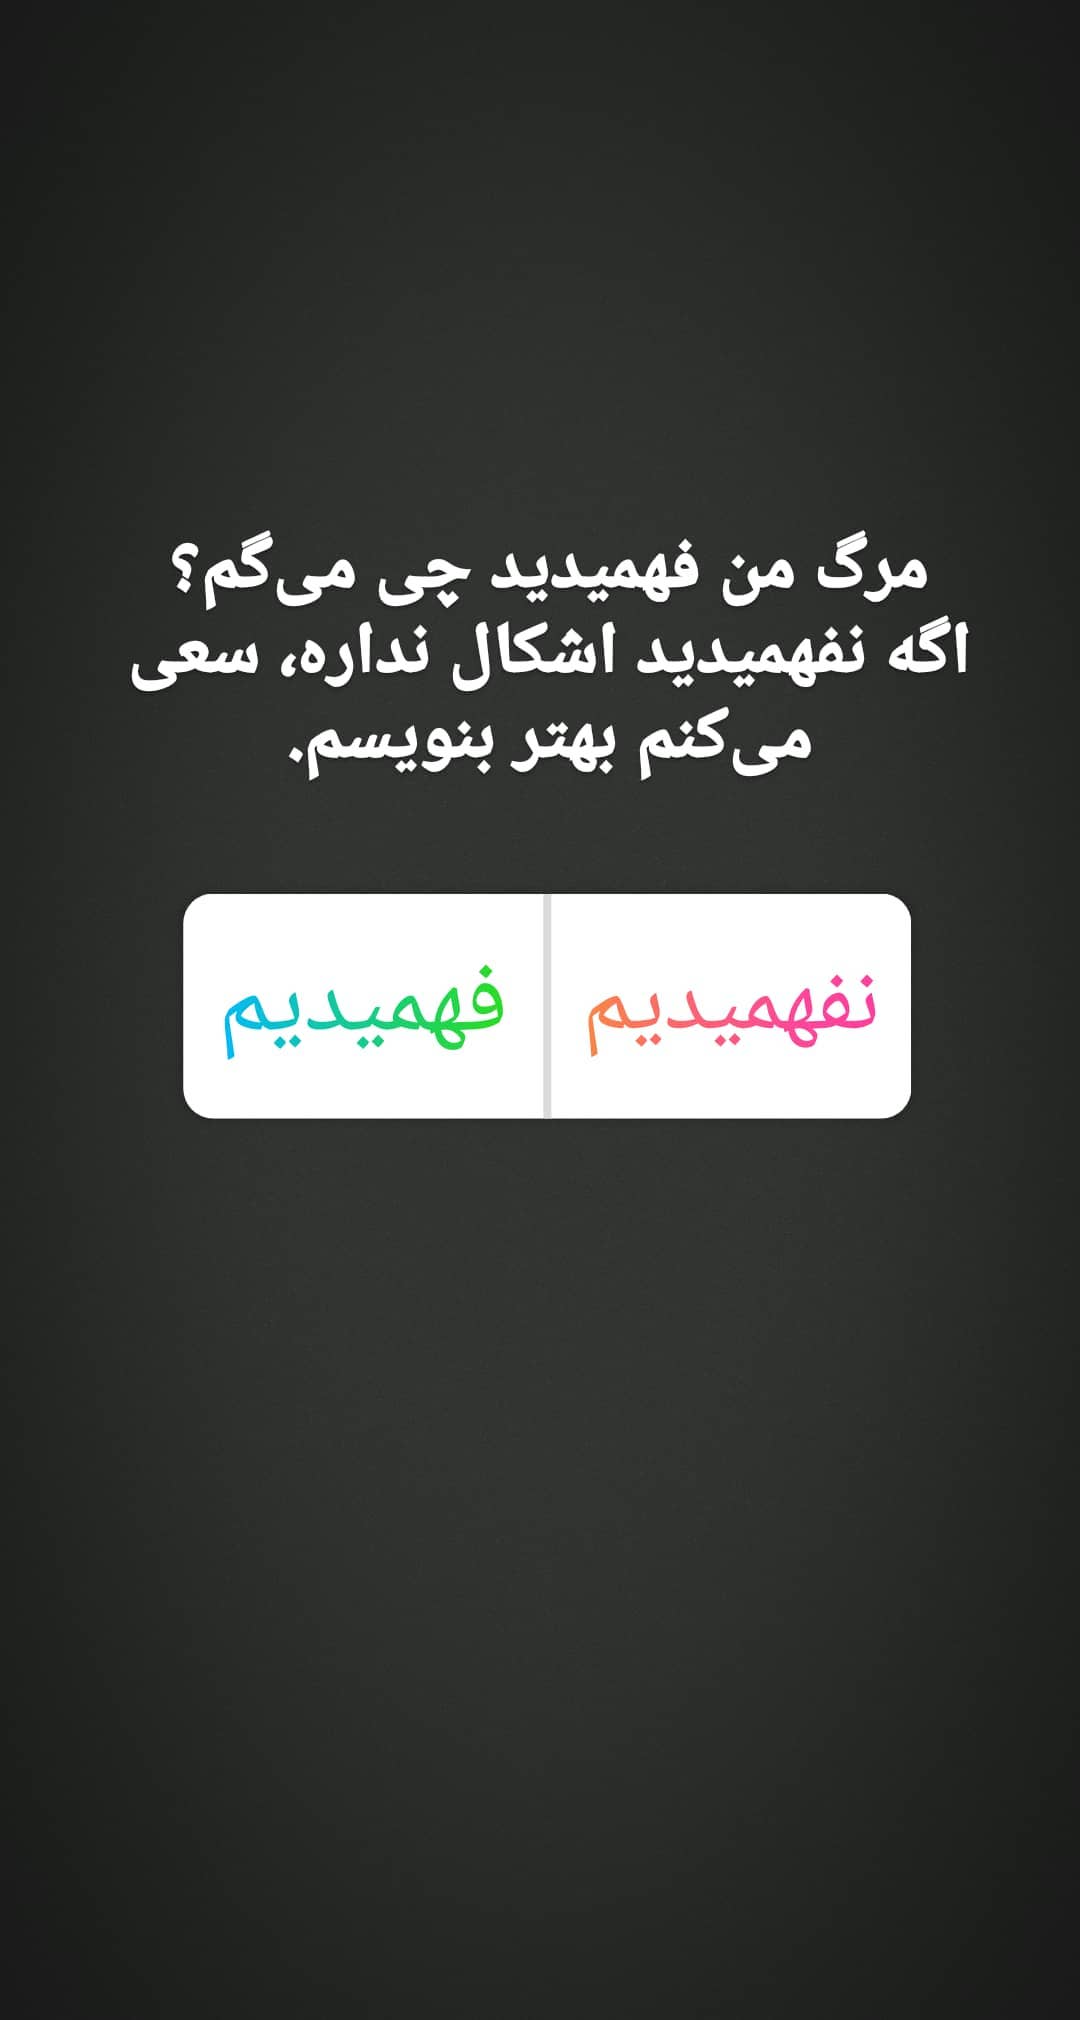 مرگ من فهمیدید چی می‌گم؟
اگه نفهمیدید اشکال نداره، سعی
می‌کنم بهتر بنویسم.
نفهمیدیم
فهمیدیم